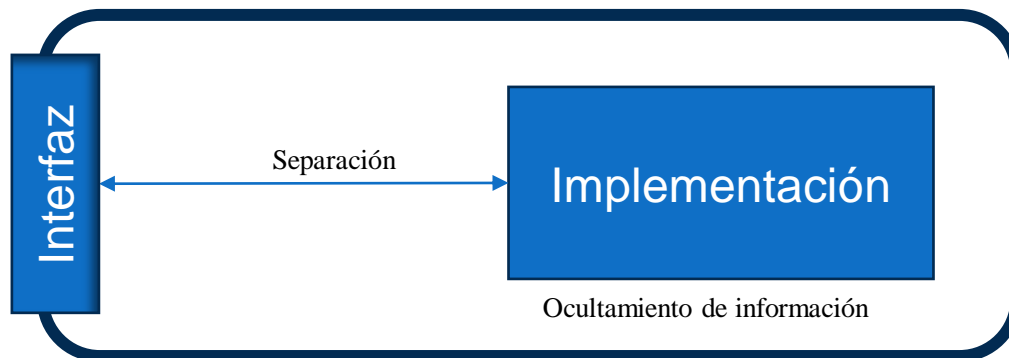 Interfaz
Separación
Implementación
Ocultamiento de información